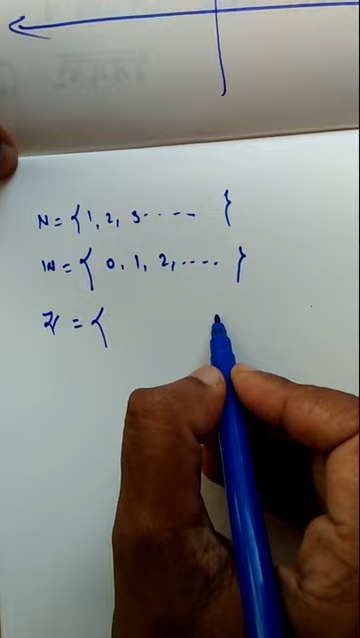 N = {1, 2, 3 ..... }
W = { 0, 1, 2, ..... }
Z = {